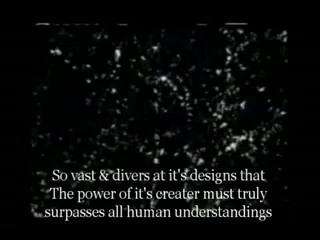 So vast & divers at it's designs that
The power of it's creater must truly
surpasses all human understandings